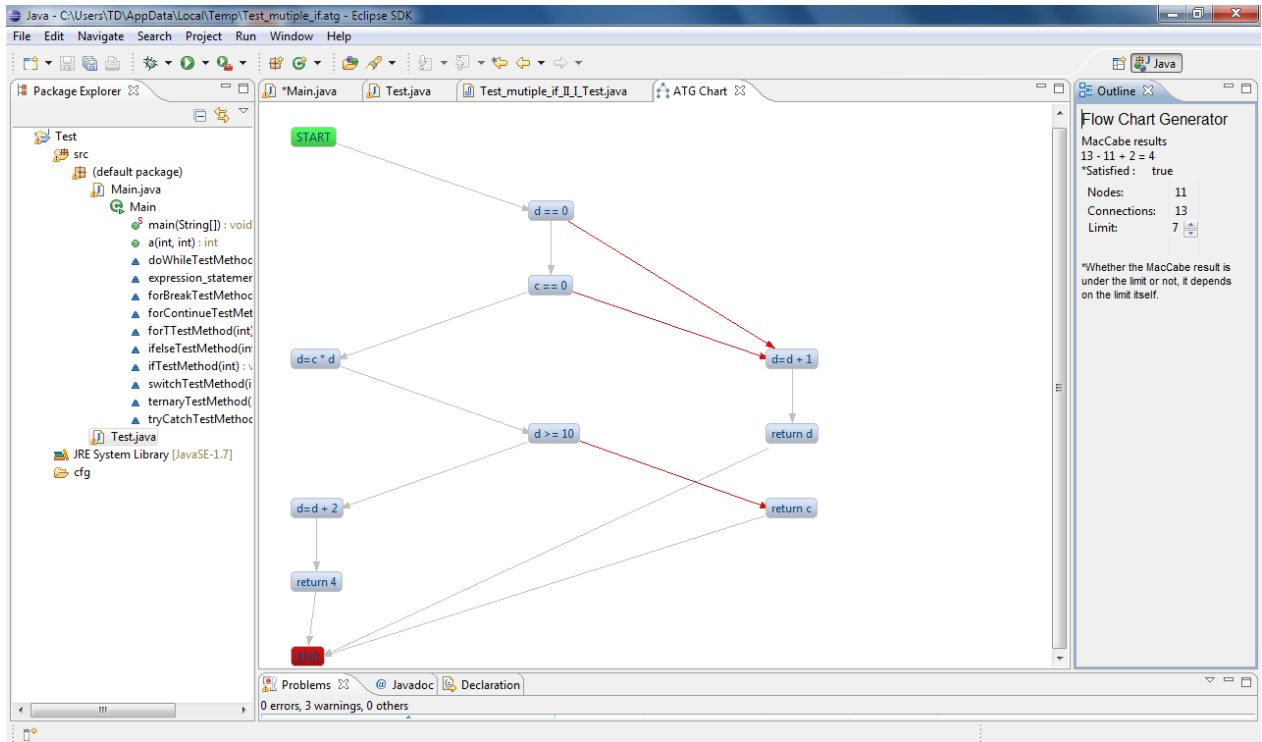 Java - C:\Users\TD\AppData\Local\Temp\Test_mutiple_if.atg - Eclipse SDK
File Edit Navigate Search Project Run Window Help
Java
Package Explorer
Test
src
(default package)
Main.java
Main
main(String[]) : void
a(int, int) : int
doWhileTestMethod
expression_statemer
forBreakTestMethod
forContinueTestMet
forTTestMethod(int)
ifelseTestMethod(in
ifTestMethod(int) : v
switchTestMethod(i
ternaryTestMethod(
tryCatchTestMethod
Test.java
JRE System Library [JavaSE-1.7]
cfg
*Main.java Test.java Test_mutiple_if_II_I_Test.java ATG Chart
START
d == 0
c == 0
d=c * d
d=d + 1
d >= 10
return d
d=d + 2
return c
return 4
END
Outline
Flow Chart Generator
MacCabe results
13 - 11 + 2 = 4
*Satisfied : true
Nodes: 11
Connections: 13
Limit: 7
*Whether the MacCabe result is
under the limit or not, it depends
on the limit itself.
Problems @ Javadoc Declaration
0 errors, 3 warnings, 0 others